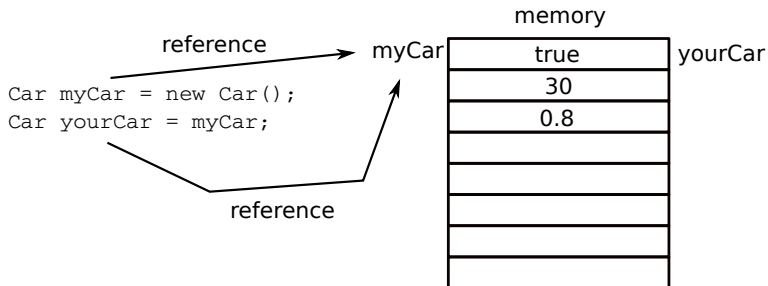 memory
reference
myCar
true
yourCar
Car myCar = new Car();
30
Car yourCar = myCar;
0.8
reference